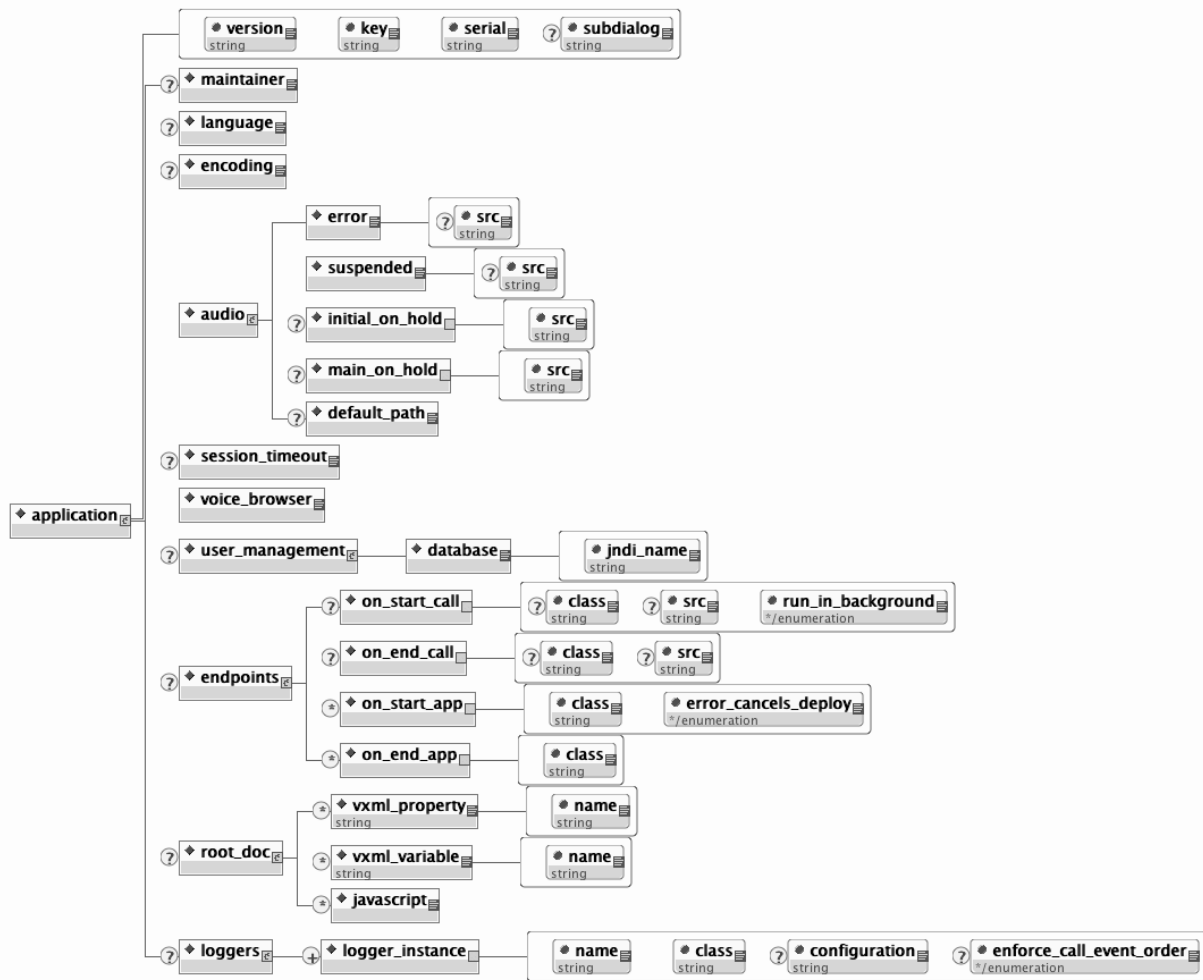 version key serial ? subdialog
string string string string
? maintainer
? language
? encoding
error ? src
string
suspended ? src
string
audio ? initial_on_hold src
string
? main_on_hold src
string
? default_path
? session_timeout
voice_browser
application
? user_management database jndi_name
string
? on_start_call ? class ? src run_in_background
string string */enumeration
? on_end_call ? class ? src
string string
? endpoints
* on_start_app class error_cancels_deploy
string */enumeration
* on_end_app class
string
* vxml_property name
string string
? root_doc * vxml_variable name
string string
* javascript
? loggers + logger_instance name class ? configuration ? enforce_call_event_order
string string string */enumeration